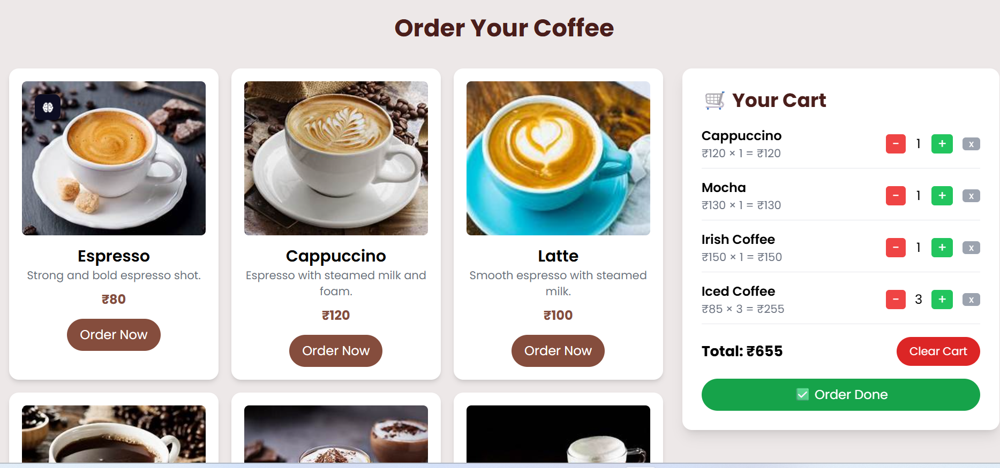 Order Your Coffee
Espresso
Strong and bold espresso shot.
₹80
Order Now
Cappuccino
Espresso with steamed milk and
foam.
₹120
Order Now
Latte
Smooth espresso with steamed
milk.
₹100
Order Now
🛒 Your Cart
Cappuccino
₹120 × 1 = ₹120
− 1 + x
Mocha
₹130 × 1 = ₹130
− 1 + x
Irish Coffee
₹150 × 1 = ₹150
− 1 + x
Iced Coffee
₹85 × 3 = ₹255
− 3 + x
Total: ₹655
Clear Cart
✅ Order Done